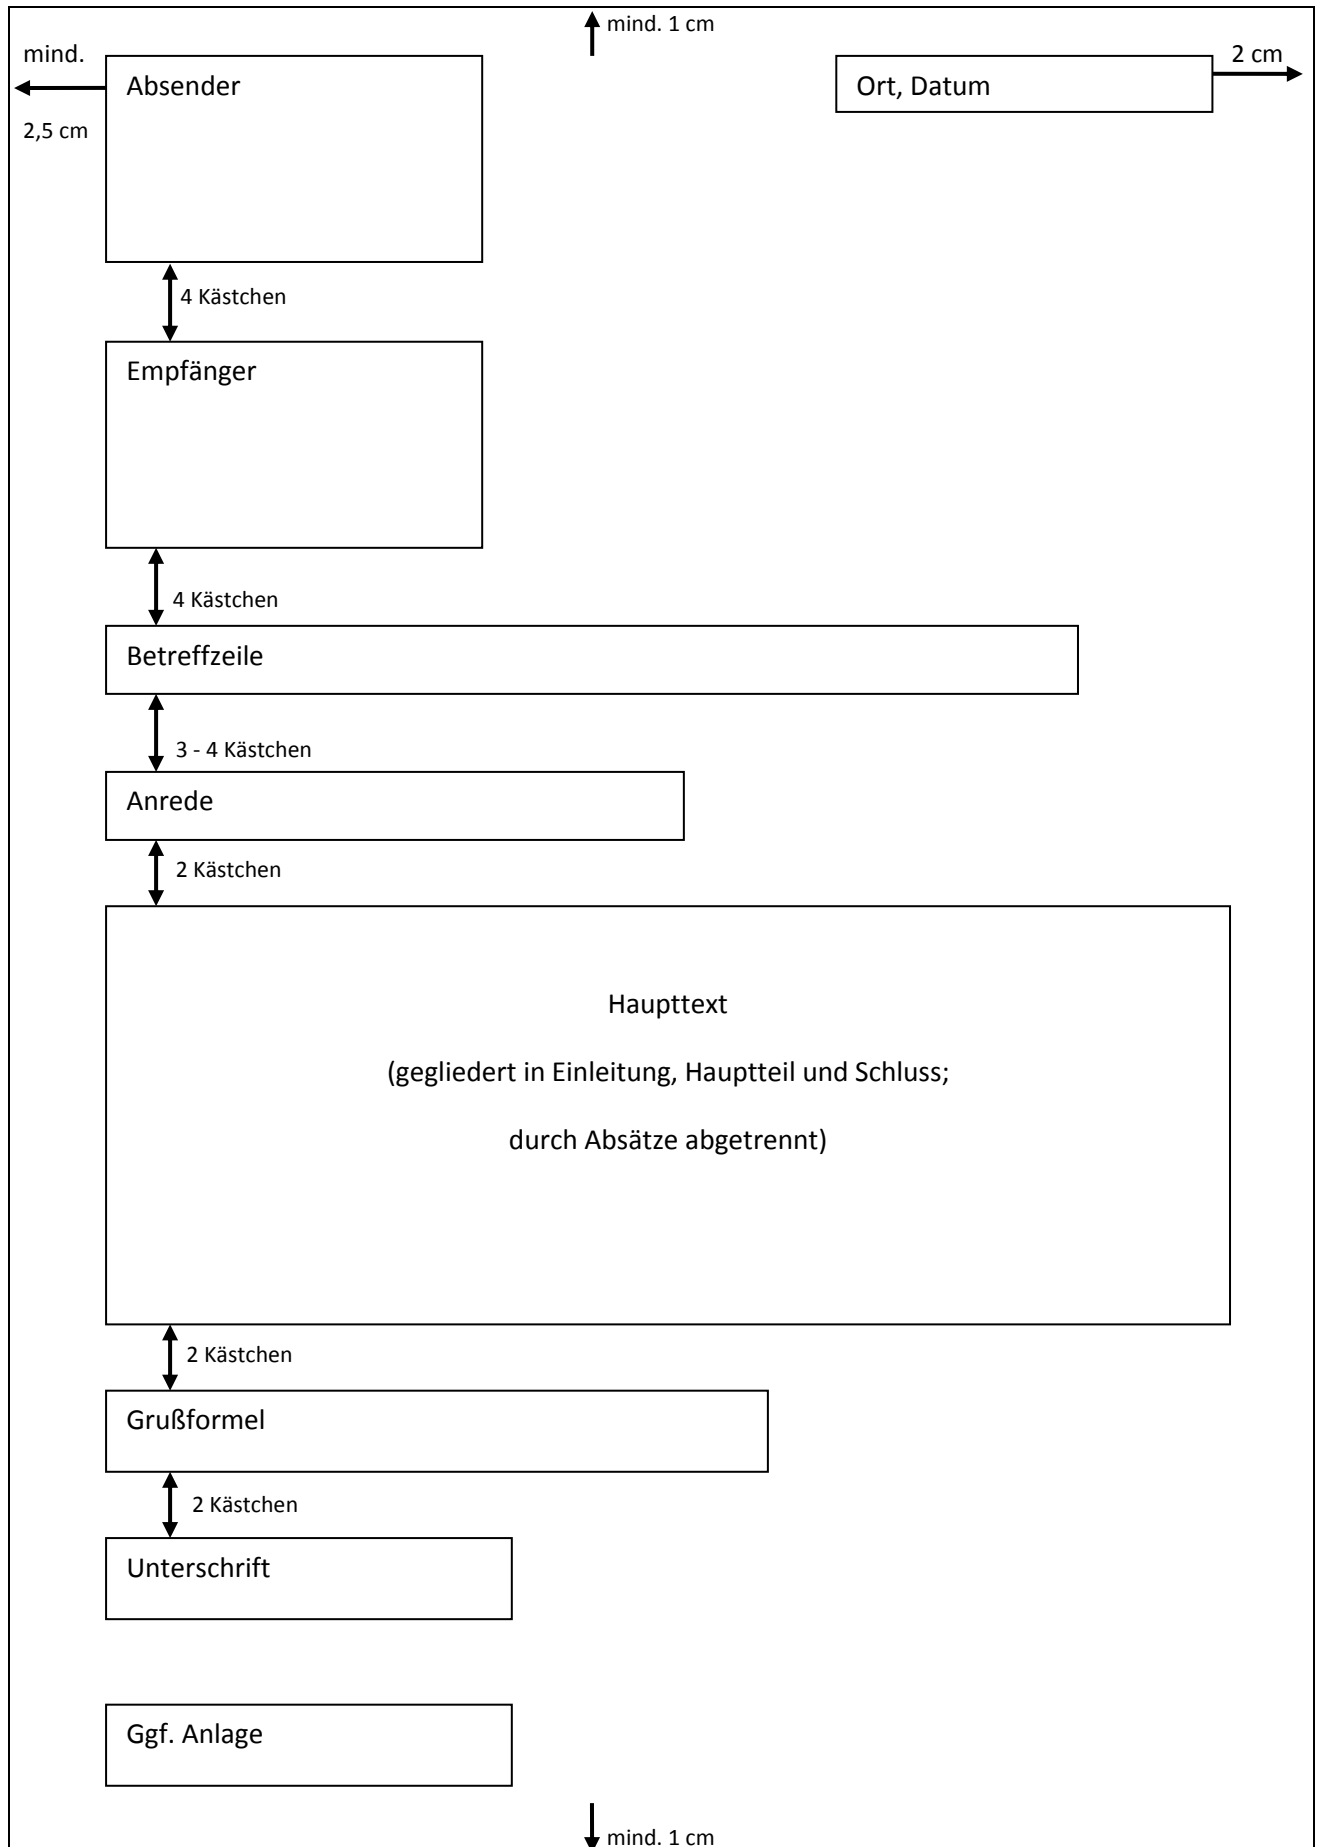 mind. 1 cm
mind.
2,5 cm
Absender
Ort, Datum
2 cm
4 Kästchen
Empfänger
4 Kästchen
Betreffzeile
3 - 4 Kästchen
Anrede
2 Kästchen
Haupttext
(gegliedert in Einleitung, Hauptteil und Schluss;
durch Absätze abgetrennt)
2 Kästchen
Grußformel
2 Kästchen
Unterschrift
Ggf. Anlage
mind. 1 cm